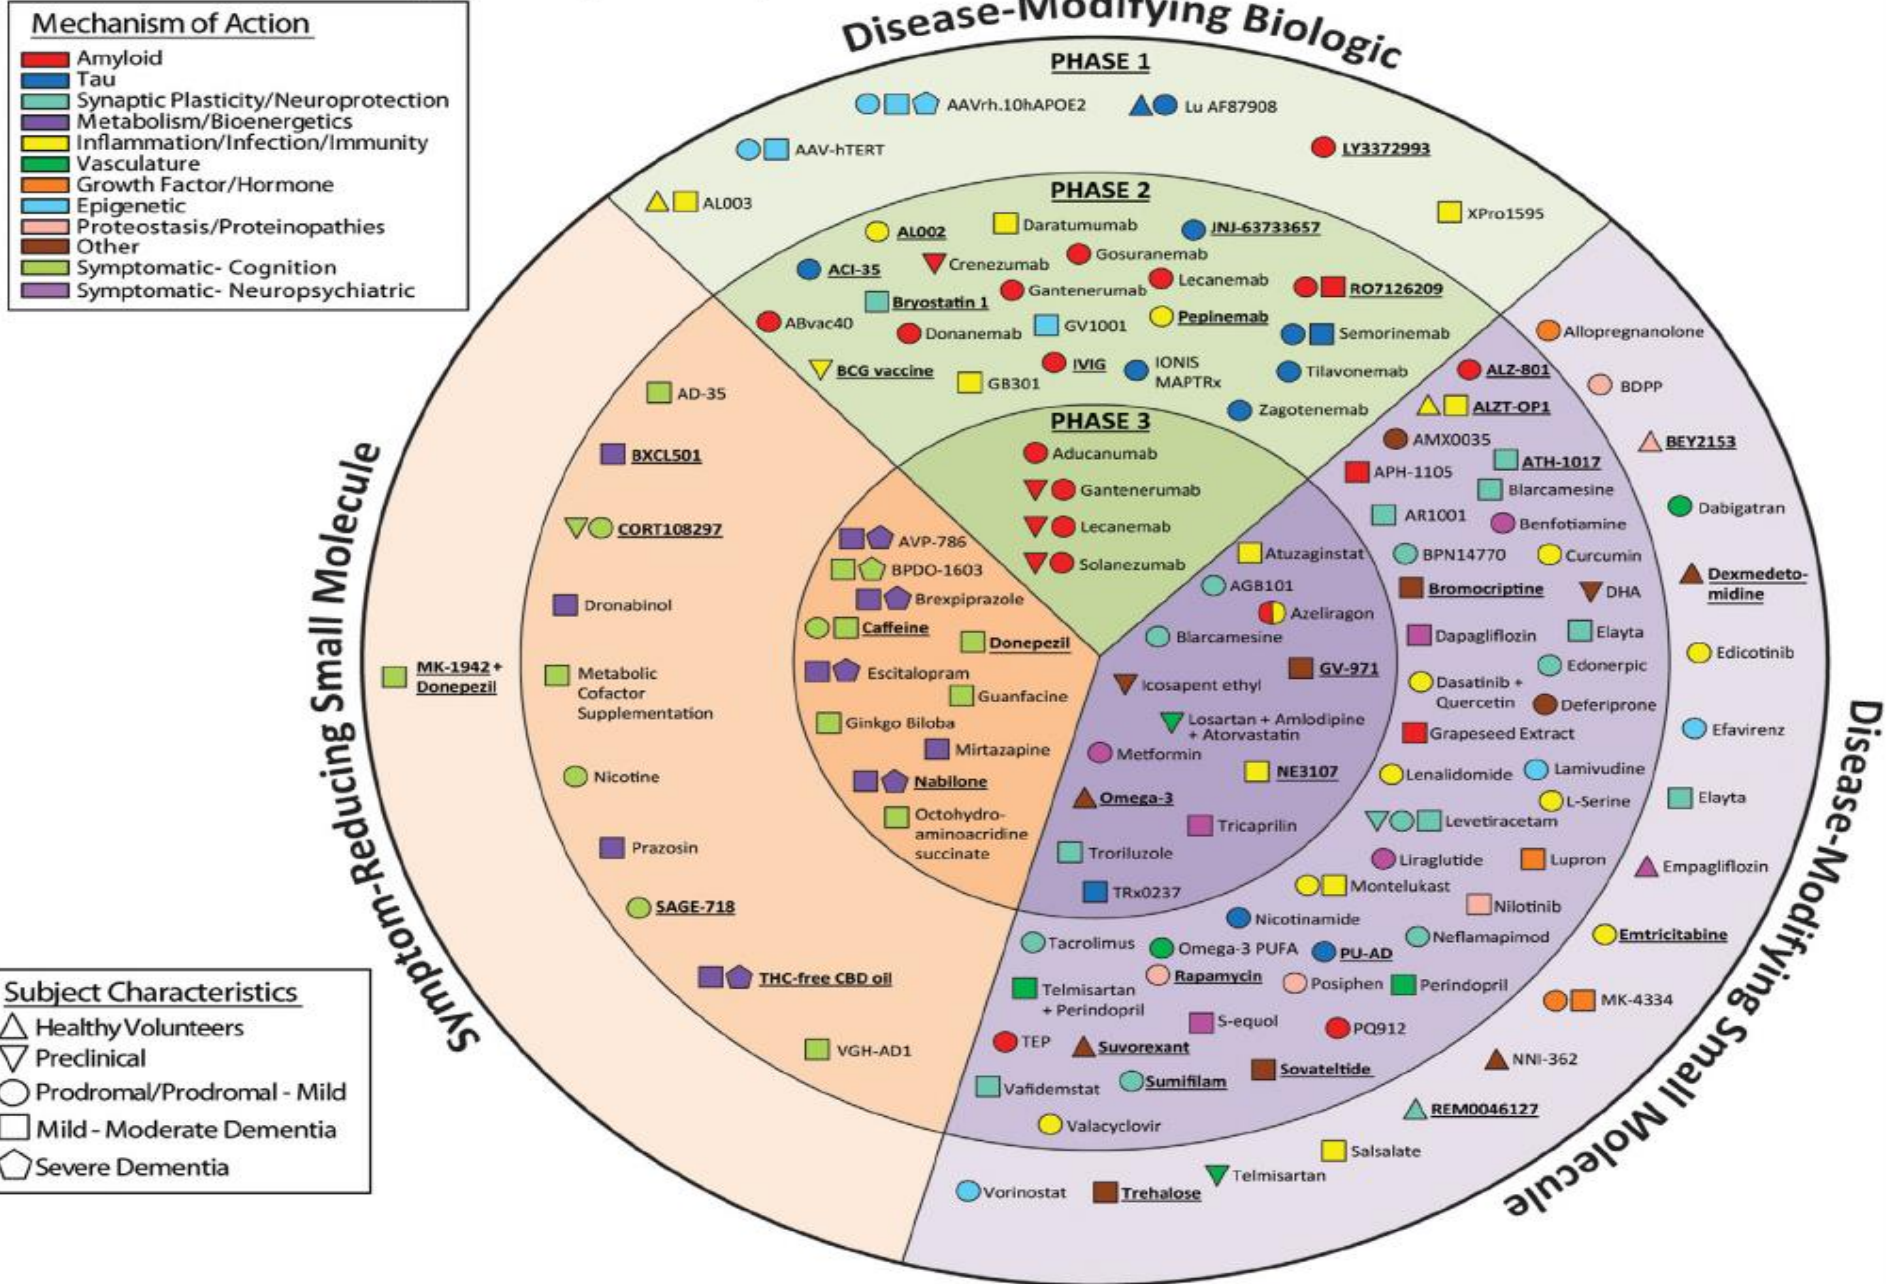 Disease-Modifying Biologic
Mechanism of Action
Amyloid
Tau
Synaptic Plasticity/Neuroprotection
Metabolism/Bioenergetics
Inflammation/Infection/Immunity
Vasculature
Growth Factor/Hormone
Epigenetic
Proteostasis/Proteinopathies
Other
Symptomatic- Cognition
Symptomatic- Neuropsychiatric
PHASE 1
AAVrh.10hAPOE2
Lu AF87908
AAV-hTERT
LY3372993
AL003
XPro1595
PHASE 2
AL002
Daratumumab
JNJ-63733657
ACI-35
Crenezumab
Gosuranemab
Lecanemab
Bryostatin 1
Gantenerumab
RO7126209
ABvac40
Donanemab
GV1001
Pepinemab
Semorinemab
BCG vaccine
GB301
IVIG
IONIS
MAPTRx
Tilavonemab
Zagotenemab
PHASE 3
Aducanumab
Gantenerumab
Lecanemab
Solanezumab
Symptom-Reducing Small Molecule
AD-35
BXCL501
CORT108297
Dronabinol
MK-1942+
Donepezil
Metabolic
Cofactor
Supplementation
Nicotine
Prazosin
SAGE-718
THC-free CBD oil
VGH-AD1
AVP-786
BPDO-1603
Brexpiprazole
Caffeine
Donepezil
Escitalopram
Guanfacine
Ginkgo Biloba
Mirtazapine
Nabilone
Octohydro-
aminoacridine
succinate
Atuzaginstat
AGB101
Azeliragon
Blarcamesine
GV-971
Icosapent ethyl
Losartan + Amlodipine
+ Atorvastatin
Metformin
NE3107
Omega-3
Tricaprilin
Troriluzole
TRx0237
ALZ-801
ALZT-OP1
AMX0035
APH-1105
ATH-1017
Blarcamesine
AR1001
Benfotiamine
BPN14770
Curcumin
Bromocriptine
DHA
Dapagliflozin
Elayta
Edonerpic
Dasatinib +
Quercetin
Deferiprone
Grapeseed Extract
Lenalidomide
Lamivudine
L-Serine
Levetiracetam
Liraglutide
Lupron
Montelukast
Nilotinib
Nicotinamide
Neflamapimod
Tacrolimus
Omega-3 PUFA
PU-AD
Rapamycin
Posiphen
Perindopril
Telmisartan
+ Perindopril
S-equol
PQ912
TEP
Suvorexant
Sovateltide
Vafidemstat
Sumifilam
Valacyclovir
Allopregnanolone
BDPP
BEY2153
Dabigatran
Dexmedeto-
midine
Edicotinib
Efavirenz
Elayta
Empagliflozin
Emtricitabine
MK-4334
NNI-362
REM0046127
Salsalate
Telmisartan
Trehalose
Vorinostat
Disease-Modifying Small Molecule
Subject Characteristics
Healthy Volunteers
Preclinical
Prodromal/Prodromal - Mild
Mild - Moderate Dementia
Severe Dementia